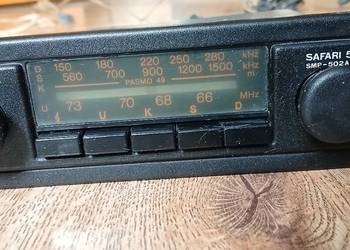 D 150 180 220 250 280 kHz
S 560 700 900 1200 1500 kHz
K PASMO 49 m
U 73 70 68 66 MHz
U K S D
SAFARI 5
SMP-502A